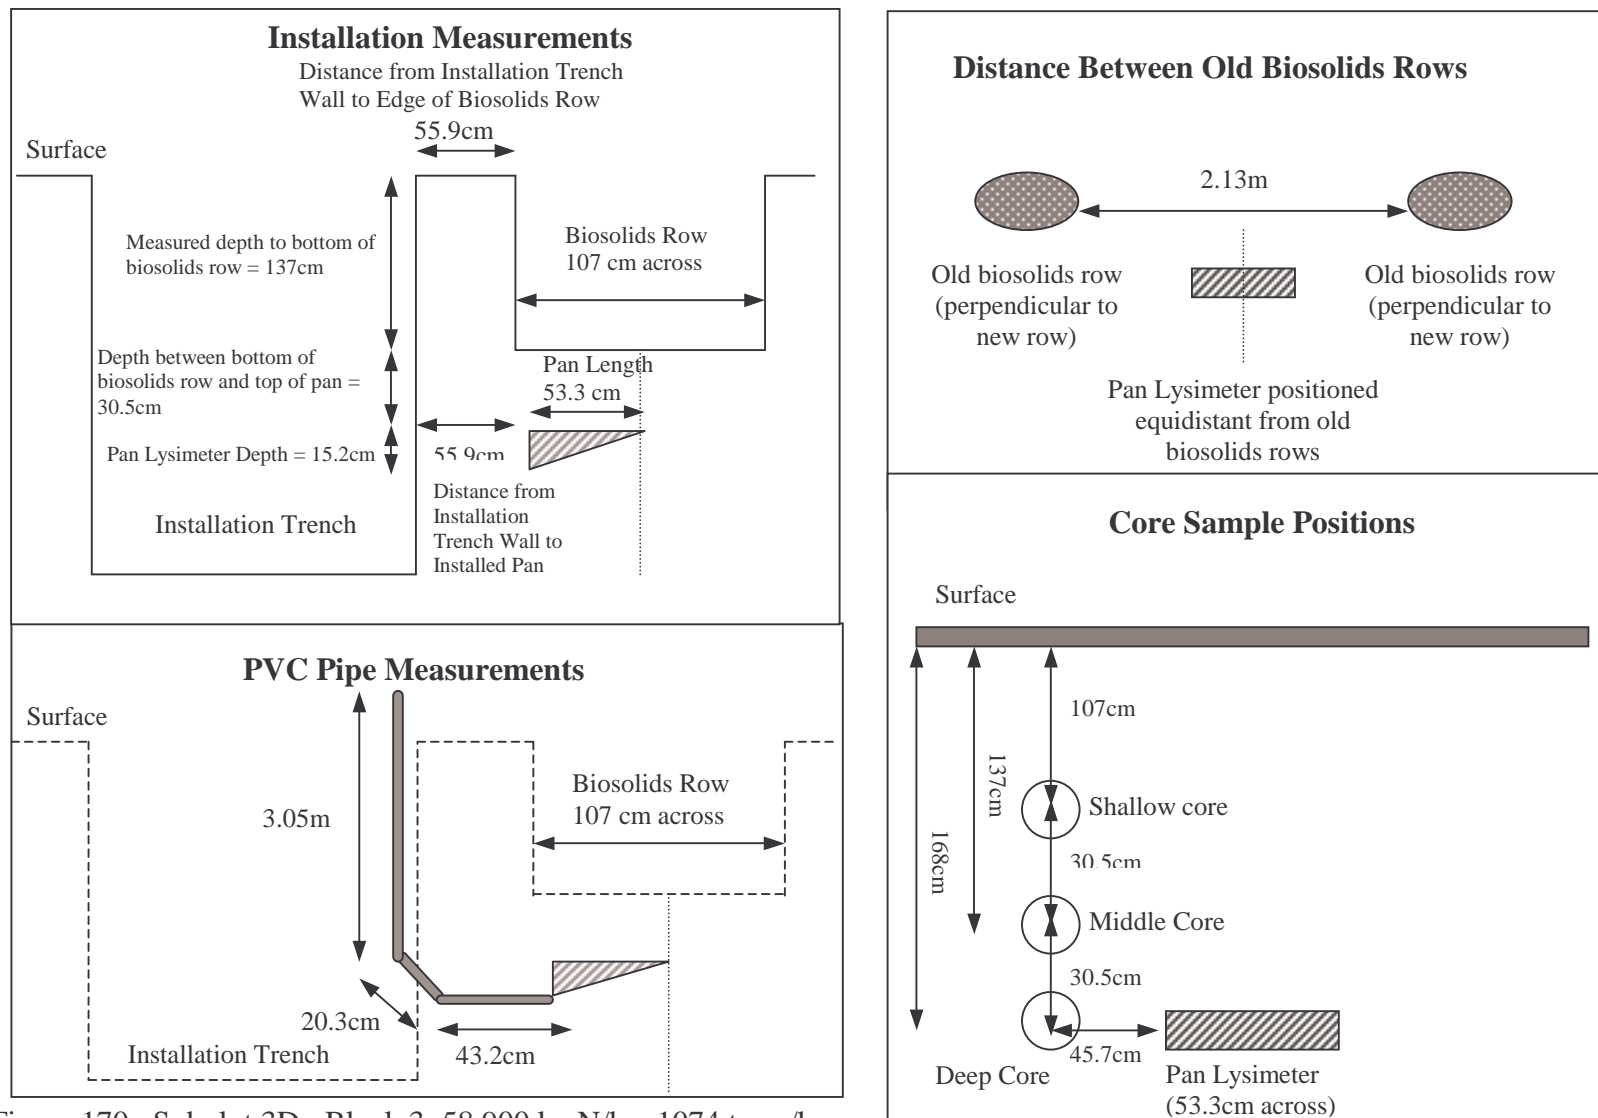 Installation Measurements
Distance from Installation Trench
Wall to Edge of Biosolids Row
55.9cm
Surface
Measured depth to bottom of
biosolids row = 137cm
Biosolids Row
107 cm across
Depth between bottom of
biosolids row and top of pan =
30.5cm
Pan Length
53.3 cm
Pan Lysimeter Depth = 15.2cm
55.9cm
Distance from
Installation
Trench Wall to
Installed Pan
Installation Trench
PVC Pipe Measurements
Surface
3.05m
Biosolids Row
107 cm across
20.3cm
43.2cm
Installation Trench
Distance Between Old Biosolids Rows
2.13m
Old biosolids row
(perpendicular to
new row)
Old biosolids row
(perpendicular to
new row)
Pan Lysimeter positioned
equidistant from old
biosolids rows
Core Sample Positions
Surface
107cm
137cm
168cm
Shallow core
30.5cm
Middle Core
30.5cm
45.7cm
Deep Core
Pan Lysimeter
(53.3cm across)